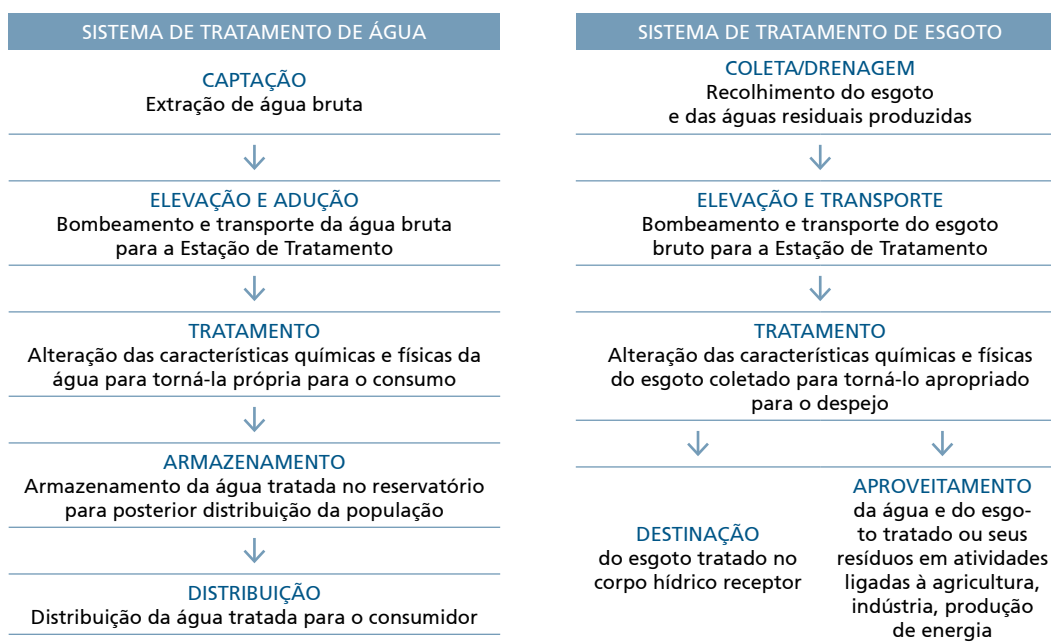 SISTEMA DE TRATAMENTO DE ÁGUA
CAPTAÇÃO
Extração de água bruta
ELEVAÇÃO E ADUÇÃO
Bombeamento e transporte da água bruta
para a Estação de Tratamento
TRATAMENTO
Alteração das características químicas e físicas da
água para torná-la própria para o consumo
ARMAZENAMENTO
Armazenamento da água tratada no reservatório
para posterior distribuição da população
DISTRIBUIÇÃO
Distribuição da água tratada para o consumidor
SISTEMA DE TRATAMENTO DE ESGOTO
COLETA/DRENAGEM
Recolhimento do esgoto
e das águas residuais produzidas
ELEVAÇÃO E TRANSPORTE
Bombeamento e transporte do esgoto
bruto para a Estação de Tratamento
TRATAMENTO
Alteração das características químicas e físicas
do esgoto coletado para torná-lo apropriado
para o despejo
DESTINAÇÃO
do esgoto tratado no
corpo hídrico receptor
APROVEITAMENTO
da água e do esgo-
to tratado ou seus
resíduos em atividades
ligadas à agricultura,
indústria, produção
de energia